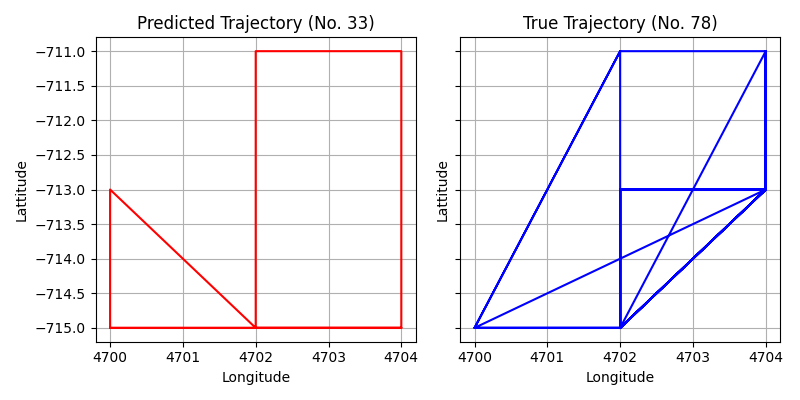 Predicted Trajectory (No. 33)
True Trajectory (No. 78)
Lattitude
−711.0
−711.5
−712.0
−712.5
−713.0
−713.5
−714.0
−714.5
−715.0
4700 4701 4702 4703 4704
Longitude
Lattitude
4700 4701 4702 4703 4704
Longitude